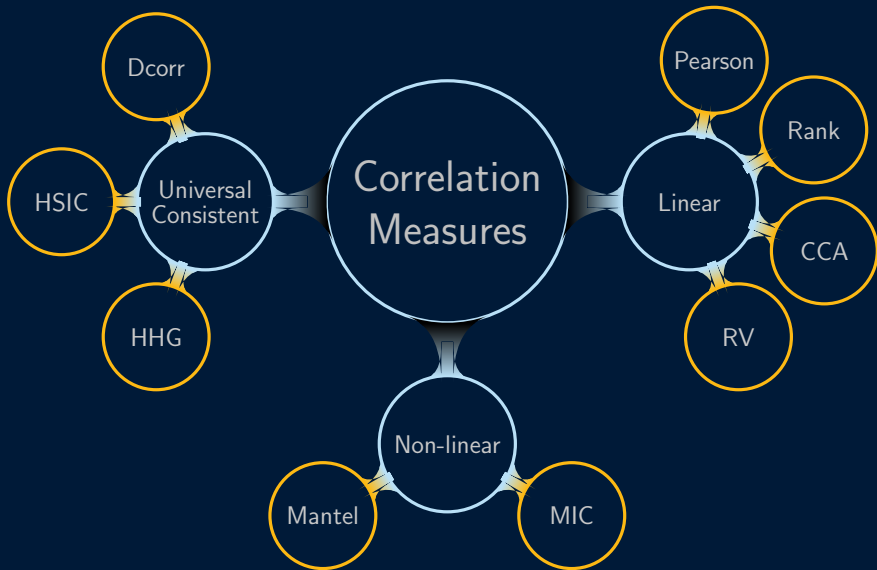 Correlation
Measures
Universal
Consistent
Dcorr
HSIC
HHG
Linear
Pearson
Rank
CCA
RV
Non-linear
Mantel
MIC